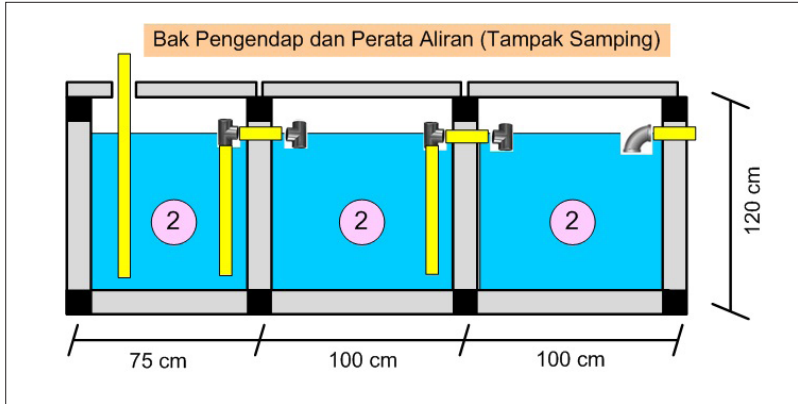 Bak Pengendap dan Perata Aliran (Tampak Samping)
2
2
2
120 cm
75 cm
100 cm
100 cm